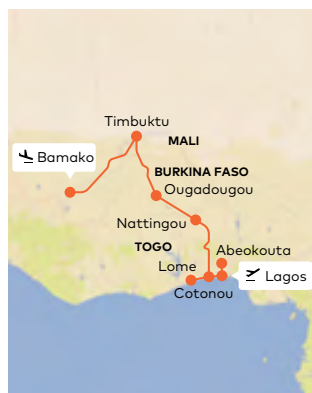 Timbuktu
MALI
Bamako
BURKINA FASO
Ougadougou
Nattingou
TOGO
Abeokouta
Lome
Lagos
Cotonou